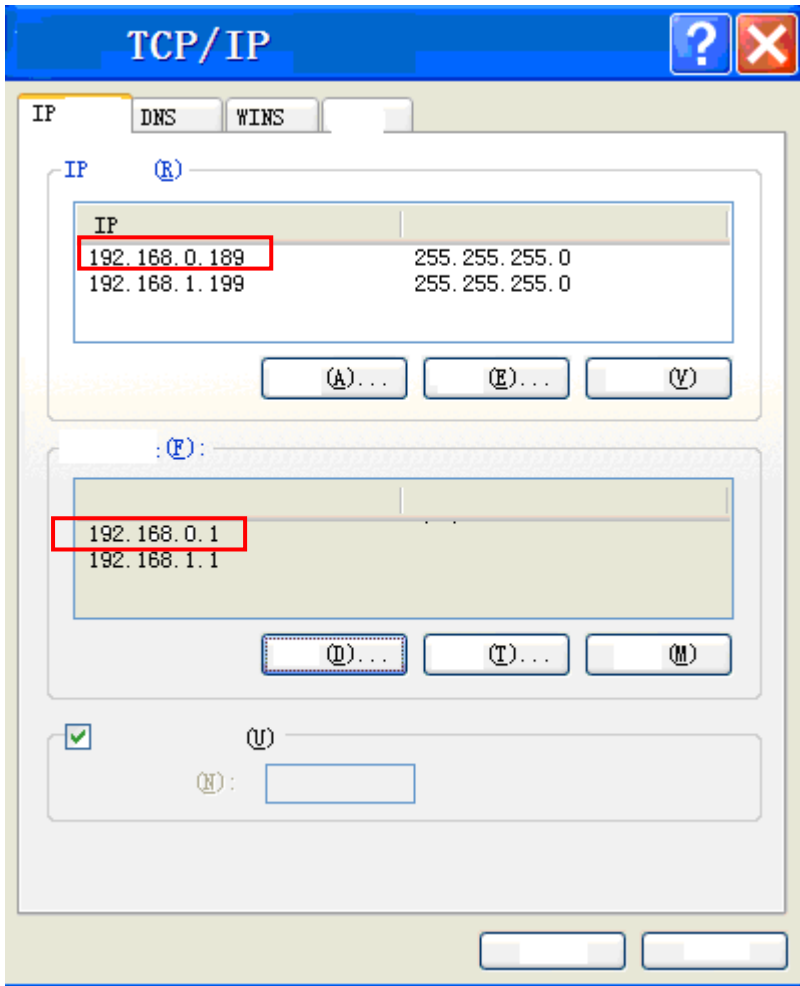 TCP/IP
IP DNS WINS
IP (R)
IP
192.168.0.189 255.255.255.0
192.168.1.199 255.255.255.0
(A)... (E)... (V)
:(F):
192.168.0.1
192.168.1.1
(D)... (T)... (M)
(U)
(N):